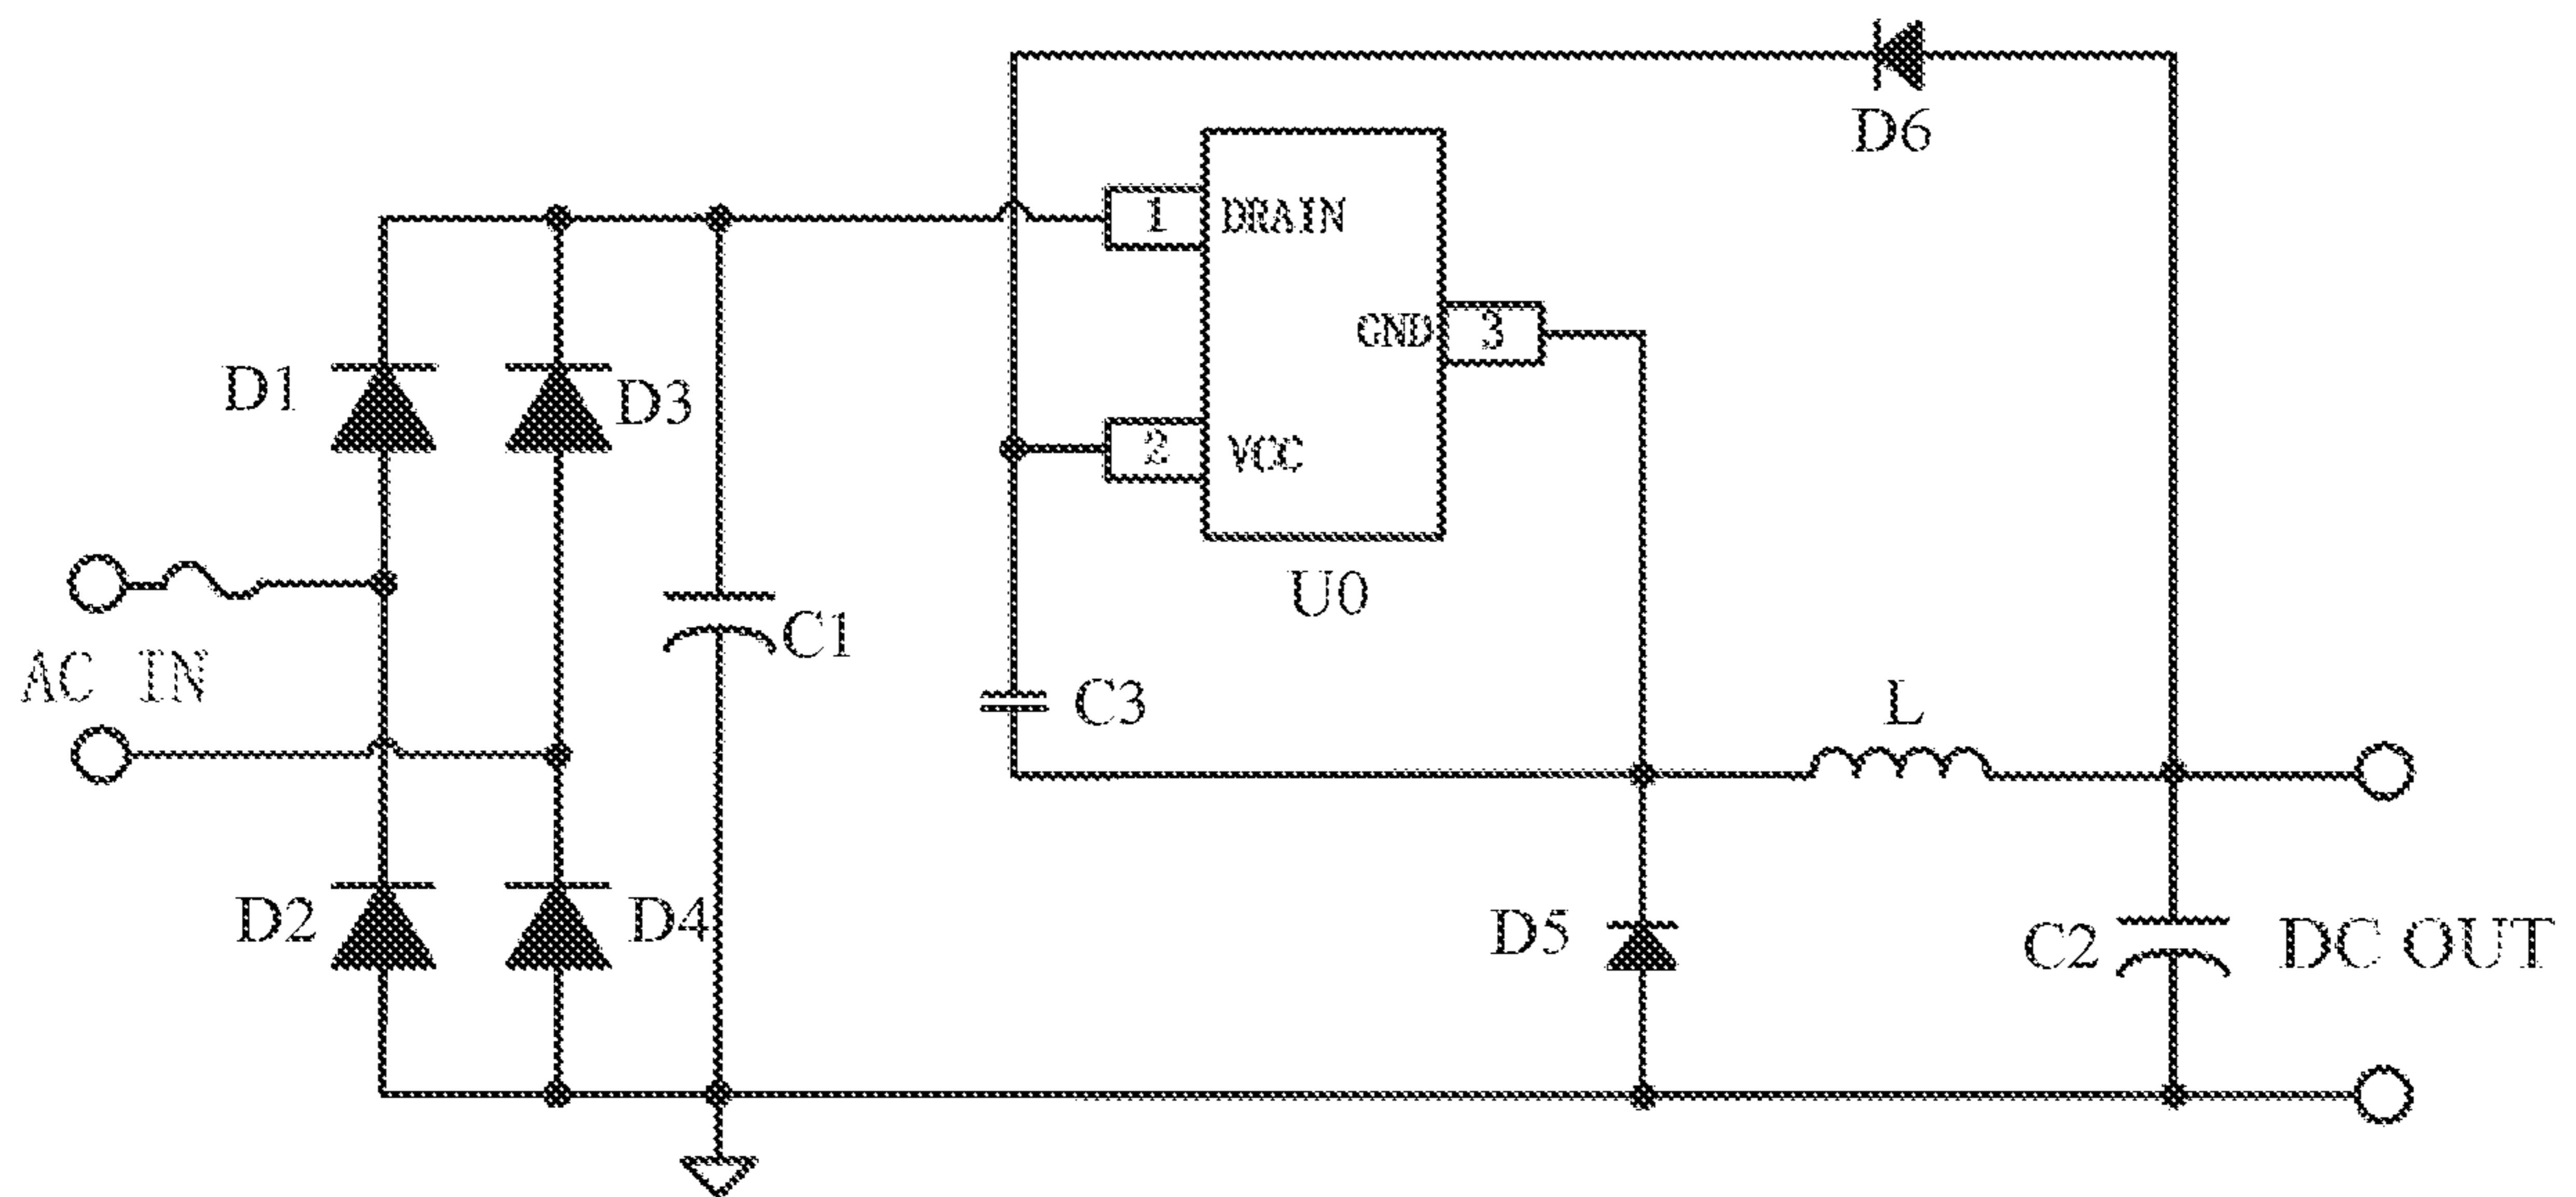 D6
1 DRAIN
GND 3
D1
D3
2 VCC
U0
C1
AC IN
C3
L
D2
D4
D5
C2
DC OUT